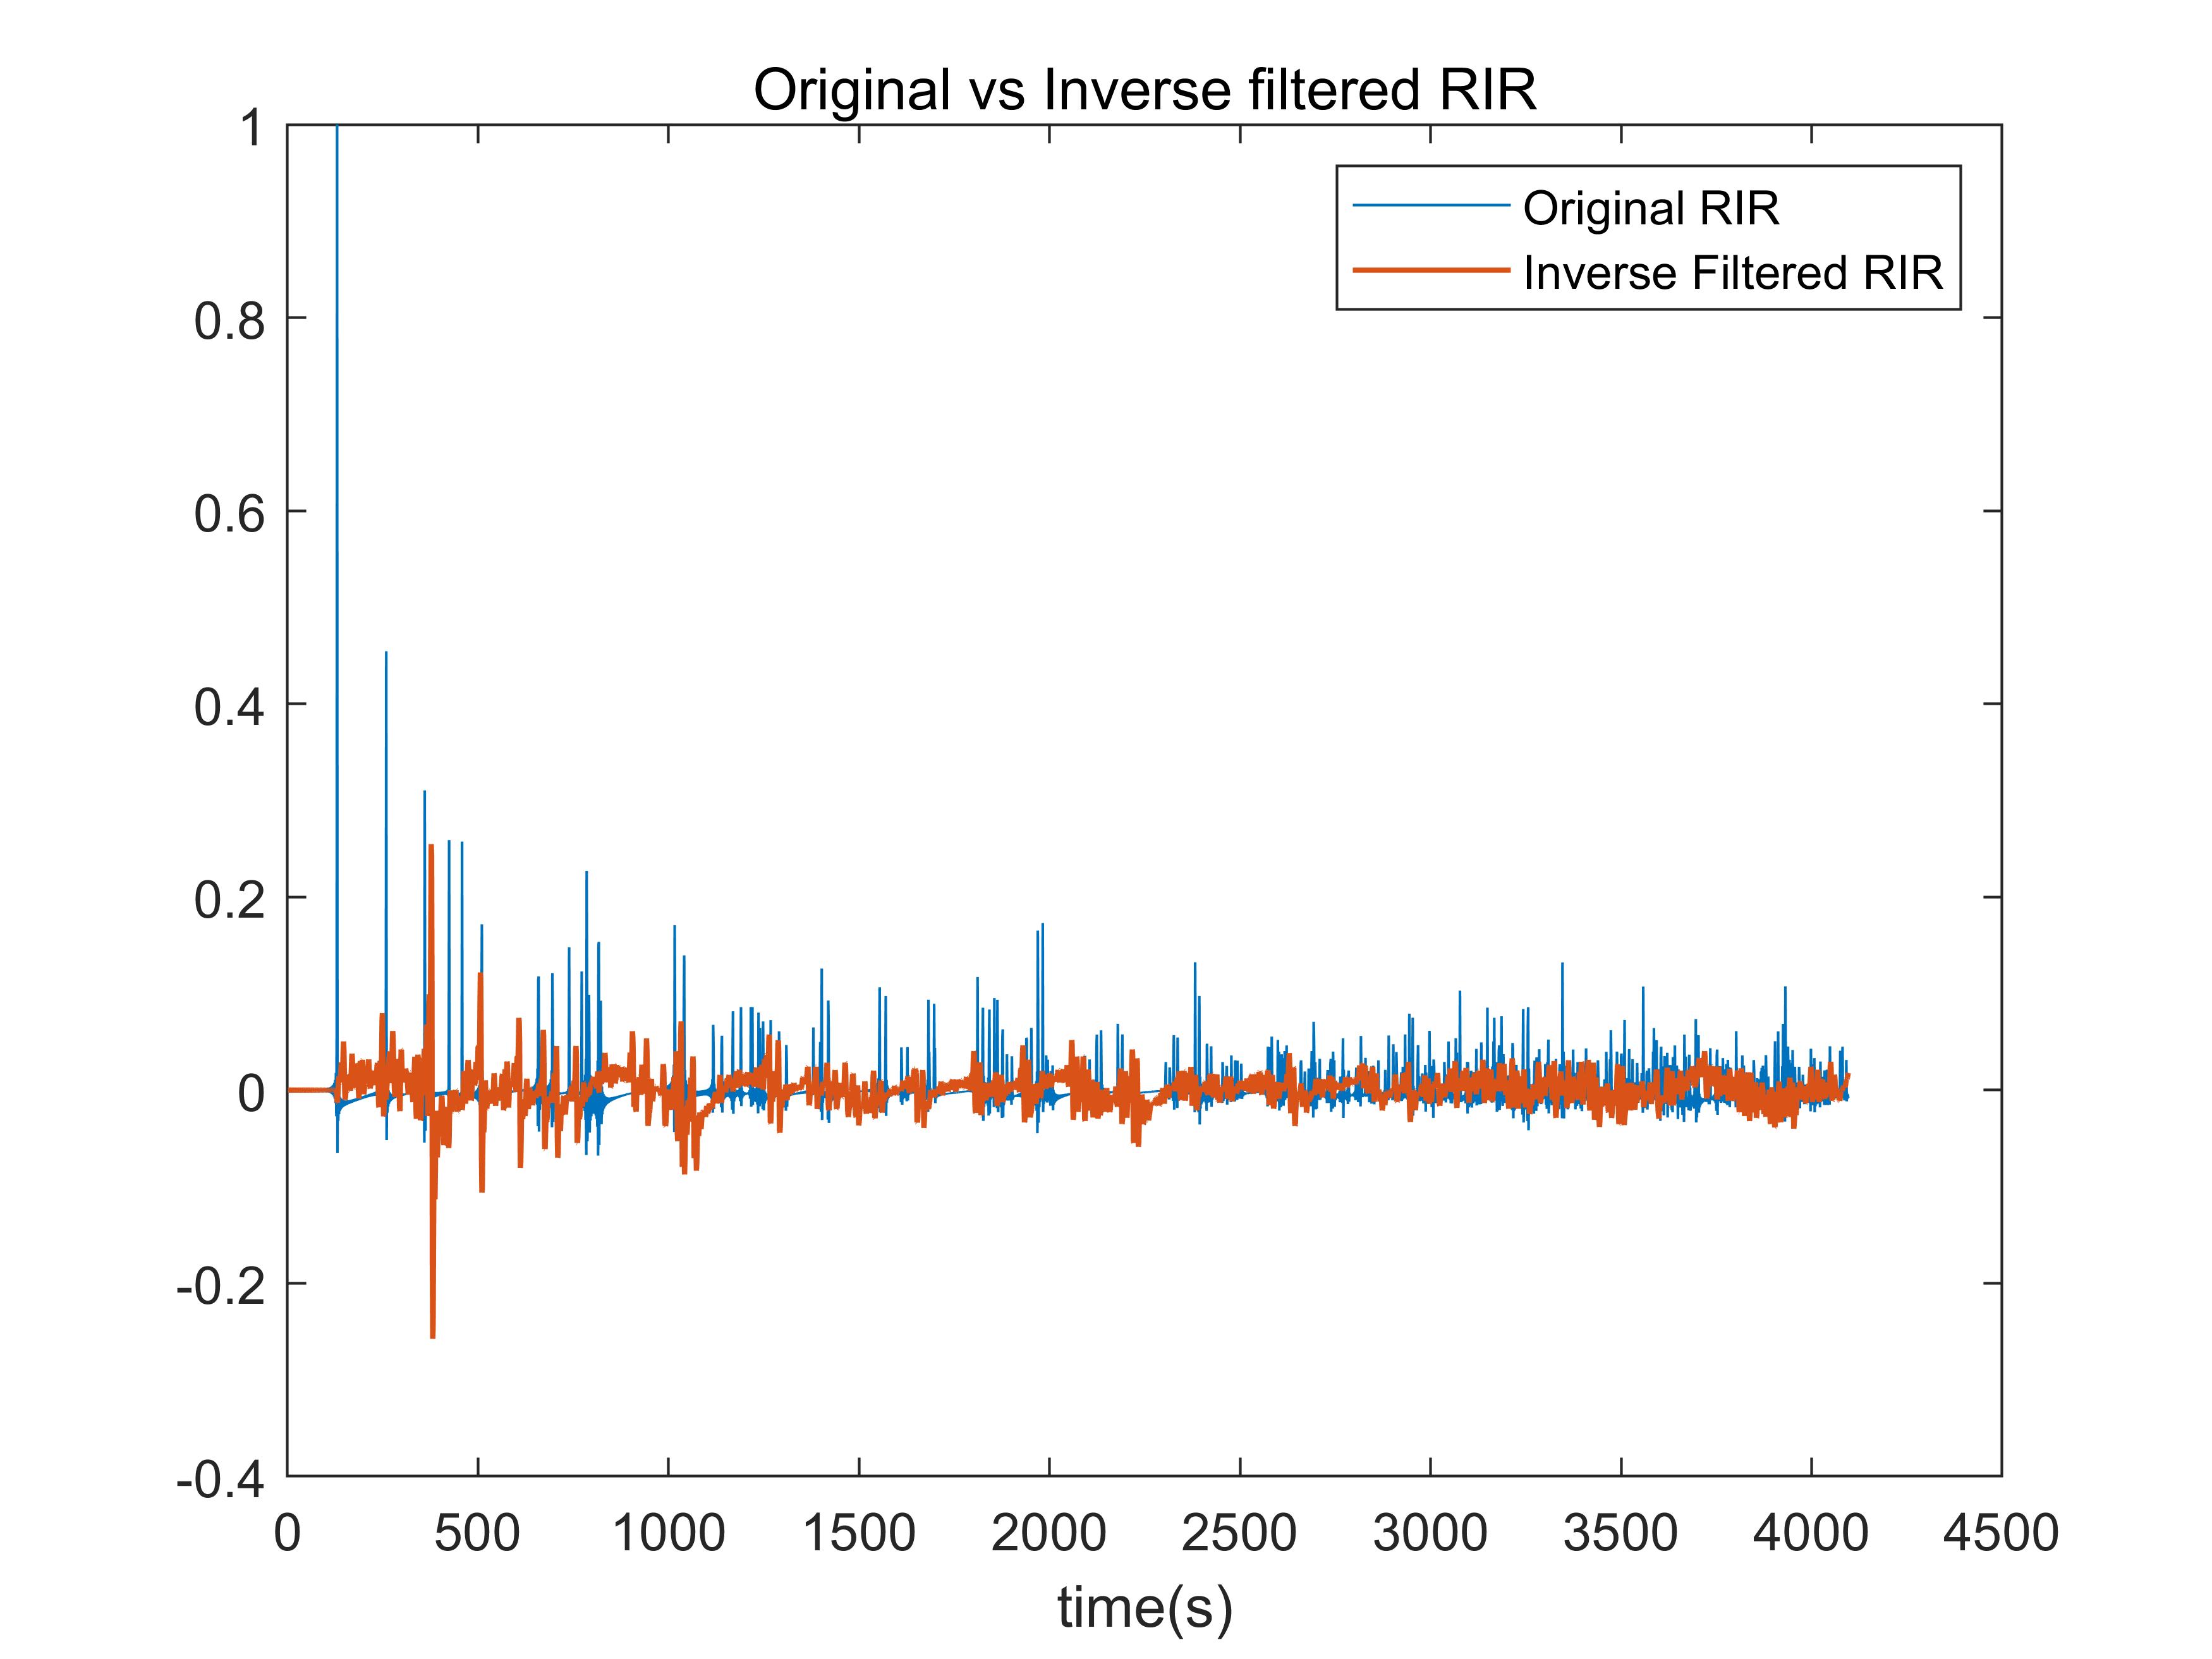 Original vs Inverse filtered RIR
1
0.8
0.6
0.4
0.2
0
-0.2
-0.4
Original RIR
Inverse Filtered RIR
0 500 1000 1500 2000 2500 3000 3500 4000 4500
time(s)